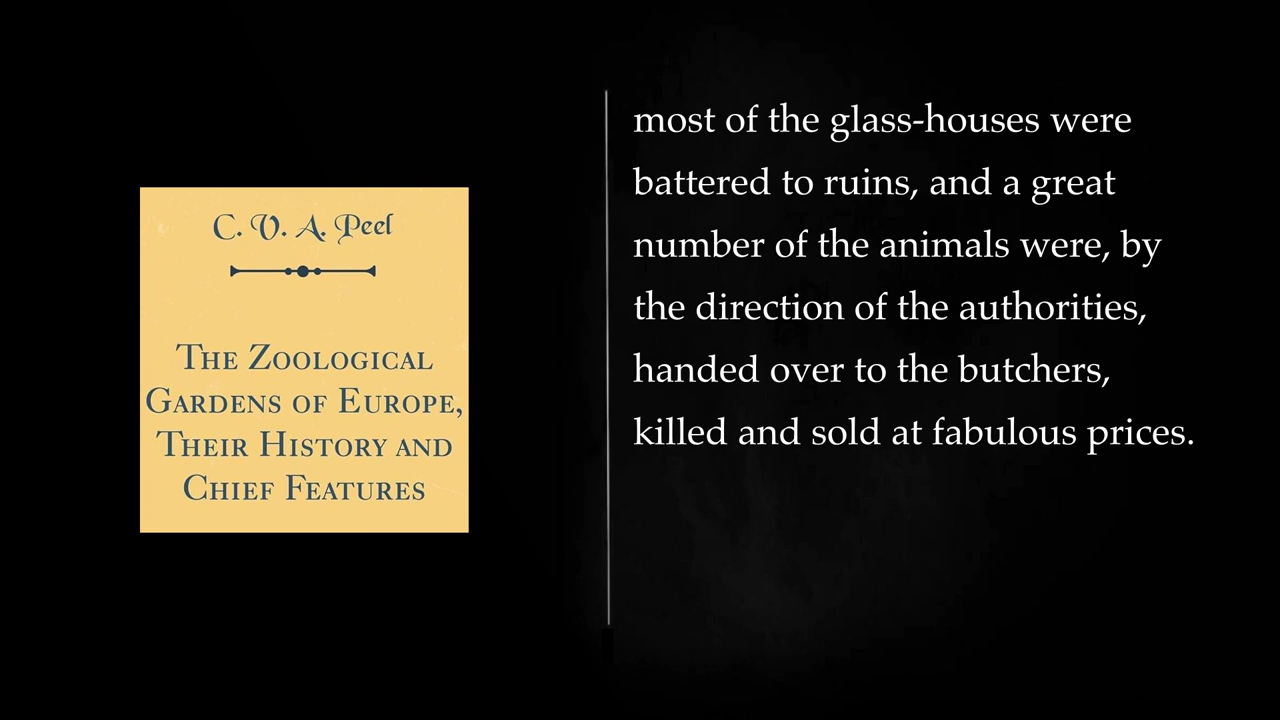 C. V. A. Peel
The Zoological
Gardens of Europe,
Their History and
Chief Features
most of the glass-houses were
battered to ruins, and a great
number of the animals were, by
the direction of the authorities,
handed over to the butchers,
killed and sold at fabulous prices.